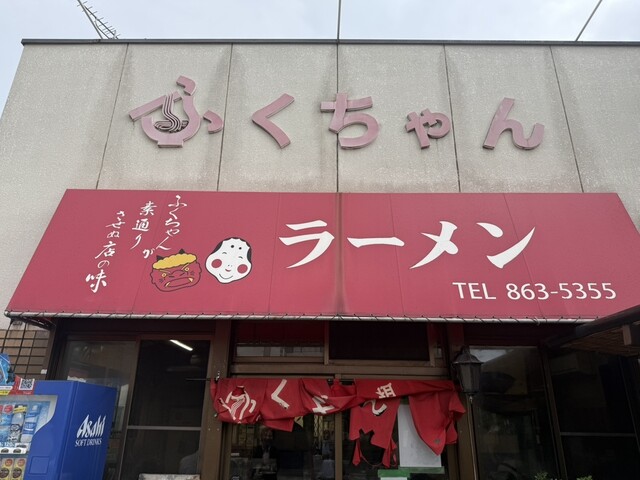 ふくちゃん
ふくちゃん
素通りが
させぬ店の味
ラーメン
TEL 863-5355
Asahi
SOFT DRINKS